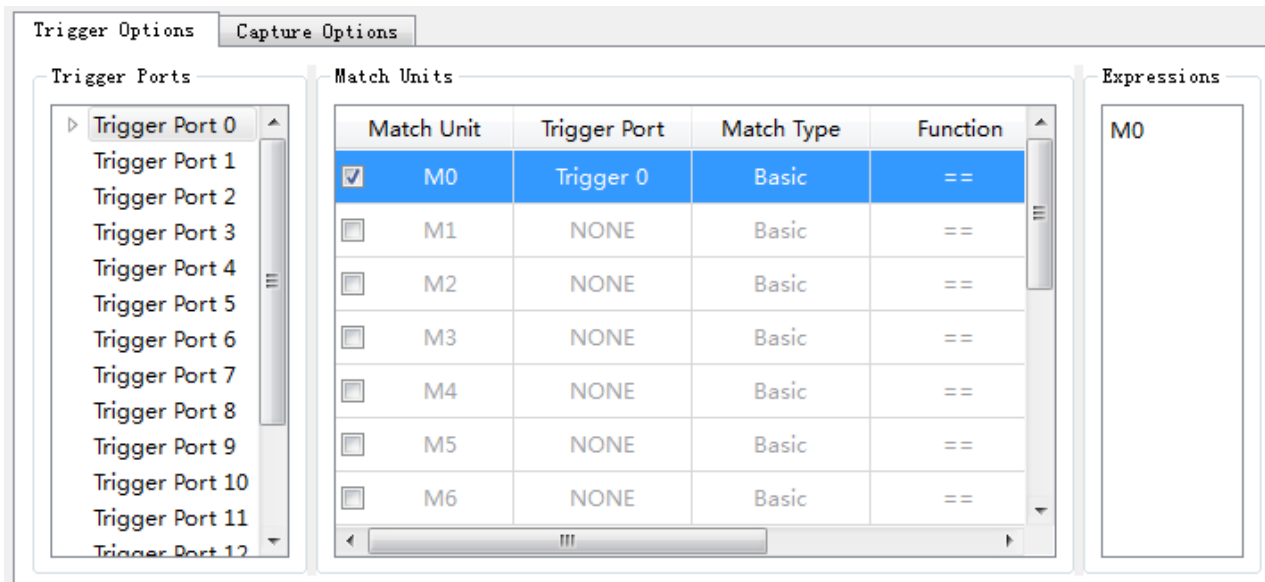 Trigger Options Capture Options
Trigger Ports
Trigger Port 0
Trigger Port 1
Trigger Port 2
Trigger Port 3
Trigger Port 4
Trigger Port 5
Trigger Port 6
Trigger Port 7
Trigger Port 8
Trigger Port 9
Trigger Port 10
Trigger Port 11
Trigger Port 12
Match Units
Match Unit Trigger Port Match Type Function
M0 Trigger 0 Basic ==
M1 NONE Basic ==
M2 NONE Basic ==
M3 NONE Basic ==
M4 NONE Basic ==
M5 NONE Basic ==
M6 NONE Basic ==
Expressions
M0